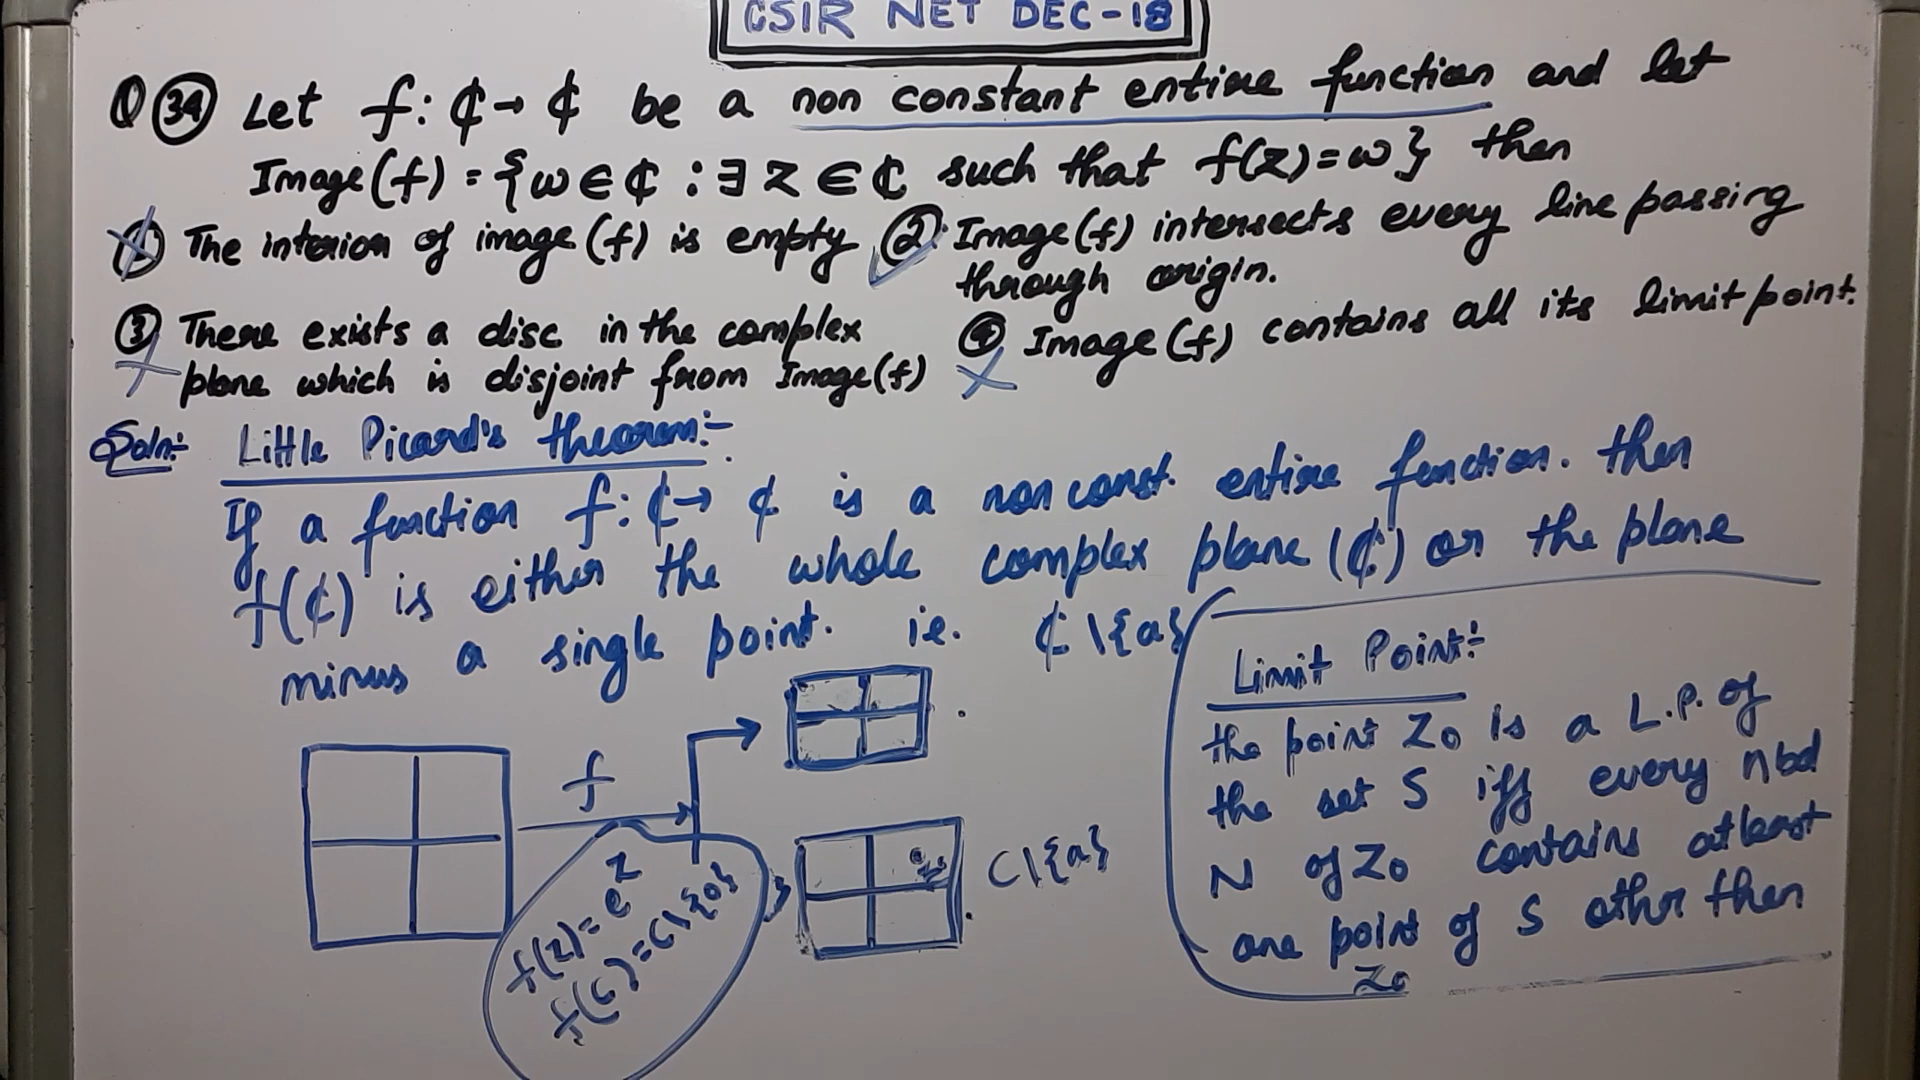 CSIR NET DEC-18
Q 34 Let f: ₵→ ₵ be a non constant entire function and let
Image(f) = {ω∈₵ : ∃ z ∈ ₵ such that f(z)=ω} then
① The interior of image (f) is empty
② Image(f) intersects every line passing
through origin.
③ There exists a disc in the complex
plane which is disjoint from Image(f)
④ Image(f) contains all its limit point.
Soln:- Little Picard's theorem:-
If a function f: ₵→ ₵ is a non const. entire function. then
f(₵) is either the whole complex plane (₵) or the plane
minus a single point. ie. ₵\{a}
f
f(z) = e^z
f(C) = C\{0}
C\{a}
Limit Point:-
the point Z₀ is a L.P. of
the set S iff every nbd
N of Z₀ contains atleast
one point of S othr then
Z₀